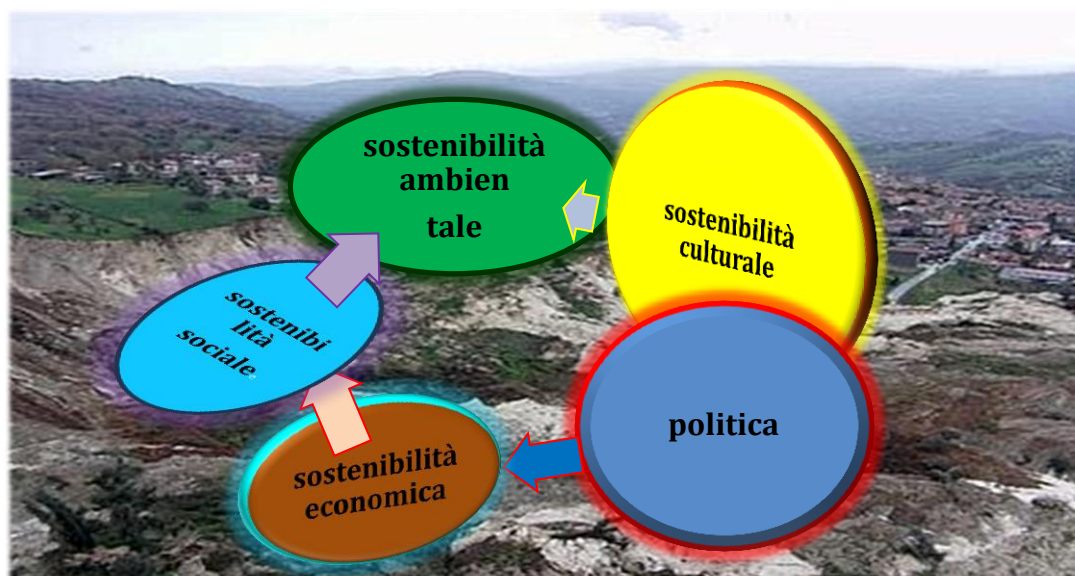 sostenibilità
ambien
tale
sostenibilità
culturale
sostenibi
lità
sociale.
politica
sostenibilità
economica